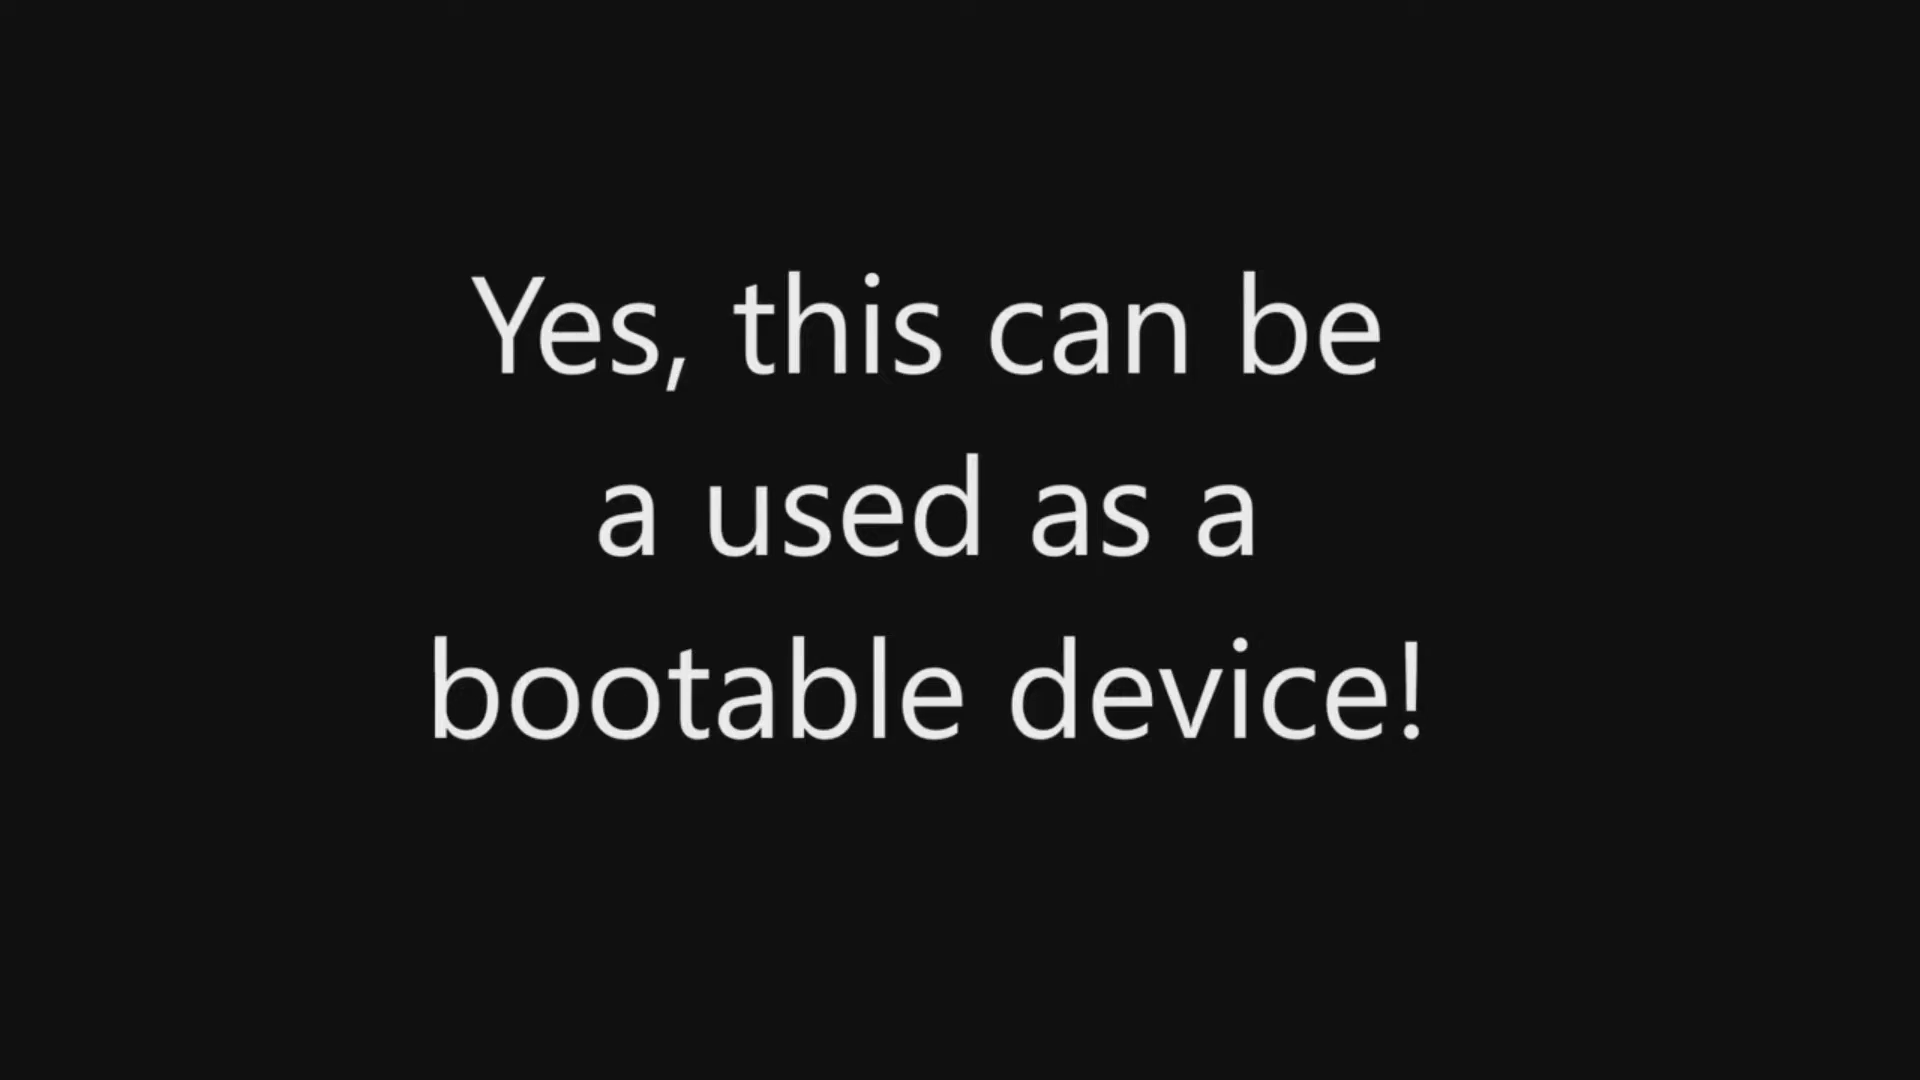 Yes, this can be
a used as a
bootable device!